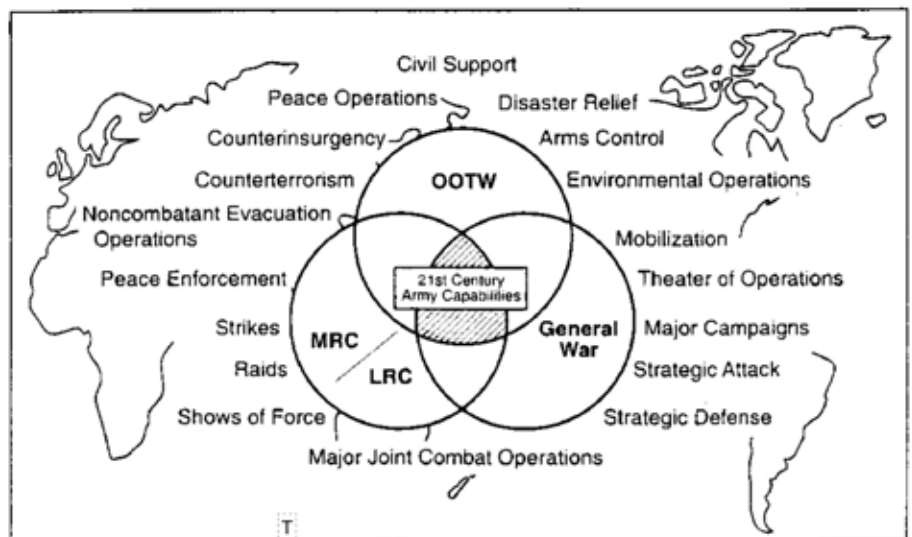 Civil Support
Peace Operations
Disaster Relief
Counterinsurgency
Arms Control
Counterterrorism
OOTW
Environmental Operations
Noncombatant Evacuation
Operations
Mobilization
Peace Enforcement
21st Century
Army Capabilities
Theater of Operations
Strikes
MRC
General
War
Major Campaigns
Raids
LRC
Strategic Attack
Shows of Force
Strategic Defense
Major Joint Combat Operations
T